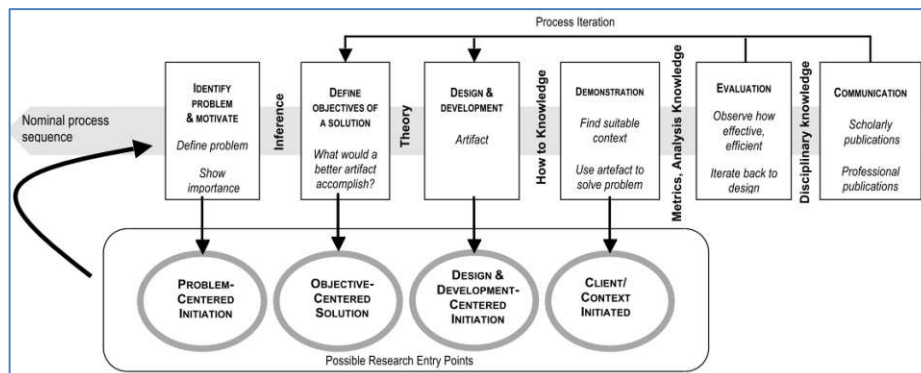 Process Iteration
Nominal process
sequence
IDENTIFY
PROBLEM
& MOTIVATE
Define problem
Show
importance
Inference
DEFINE
OBJECTIVES OF
A SOLUTION
What would a
better artifact
accomplish?
Theory
DESIGN &
DEVELOPMENT
Artifact
How to Knowledge
DEMONSTRATION
Find suitable
context
Use artefact to
solve problem
Metrics, Analysis Knowledge
EVALUATION
Observe how
effective,
efficient
Iterate back to
design
Disciplinary knowledge
COMMUNICATION
Scholarly
publications
Professional
publications
PROBLEM-
CENTERED
INITIATION
OBJECTIVE-
CENTERED
SOLUTION
DESIGN &
DEVELOPMENT-
CENTERED
INITIATION
CLIENT/
CONTEXT
INITIATED
Possible Research Entry Points